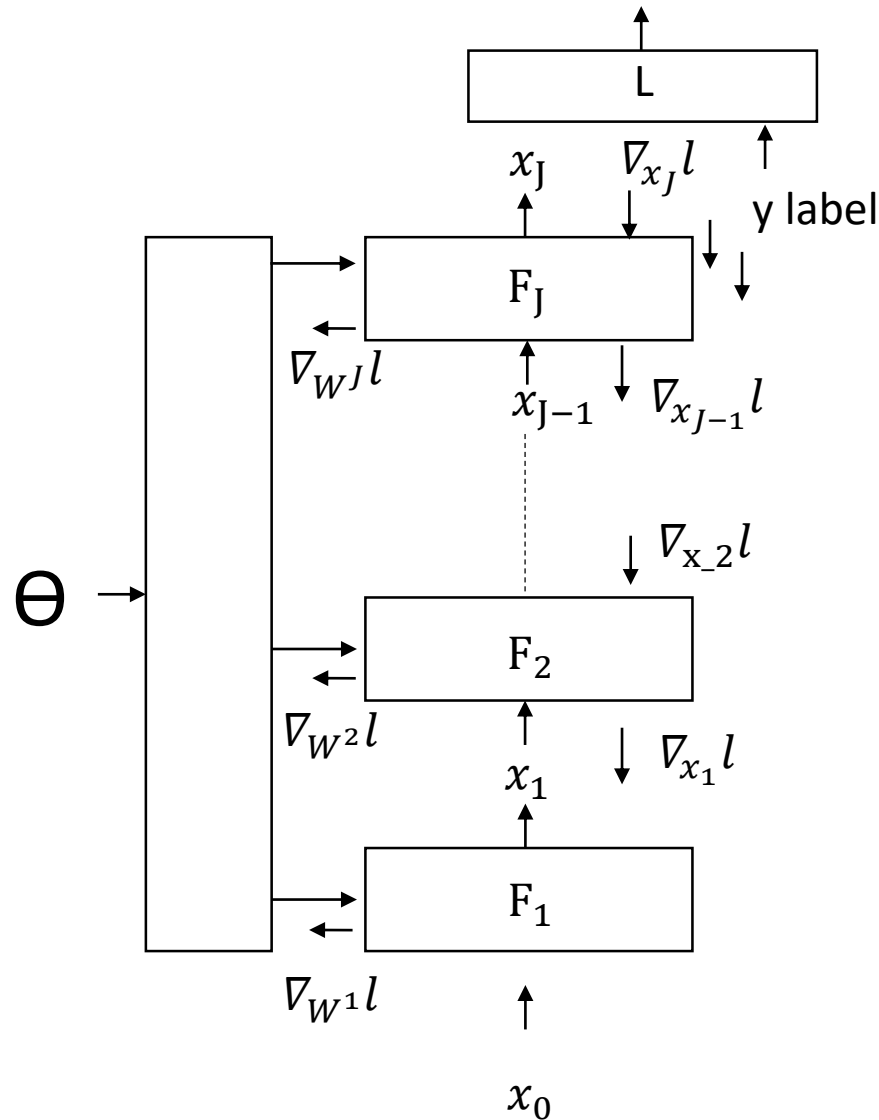 L
x_J ∇_{x_J} l
y label
F_J
∇_{W^J} l
x_{J−1} ∇_{x_{J−1}} l
∇_{x_2} l
Ө
F_2
∇_{W^2} l
∇_{x_1} l
x_1
F_1
∇_{W^1} l
x_0